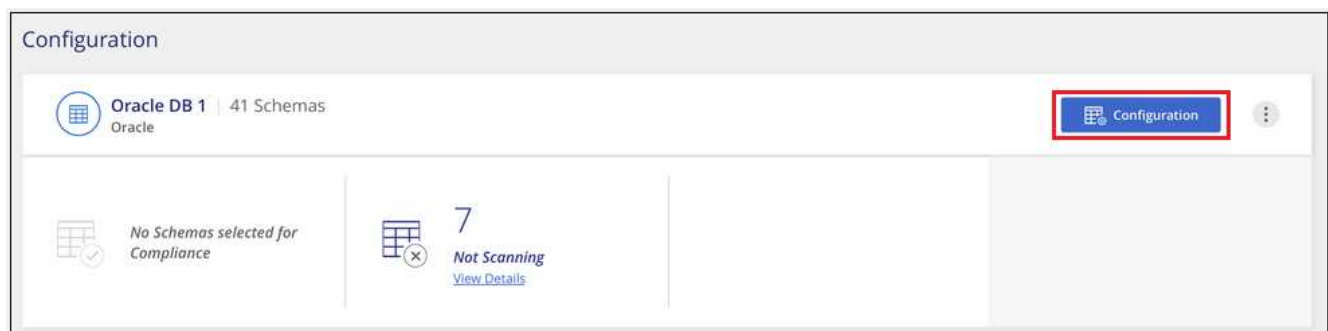 Configuration
Oracle DB 1 | 41 Schemas
Oracle
Configuration
No Schemas selected for
Compliance
7
Not Scanning
View Details